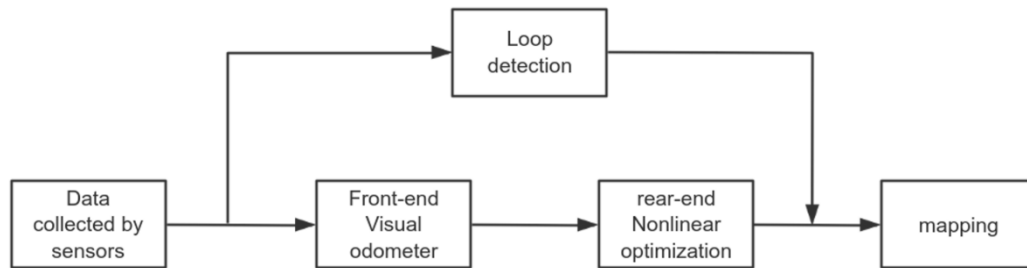 Loop
detection
Data
collected by
sensors
Front-end
Visual
odometer
rear-end
Nonlinear
optimization
mapping